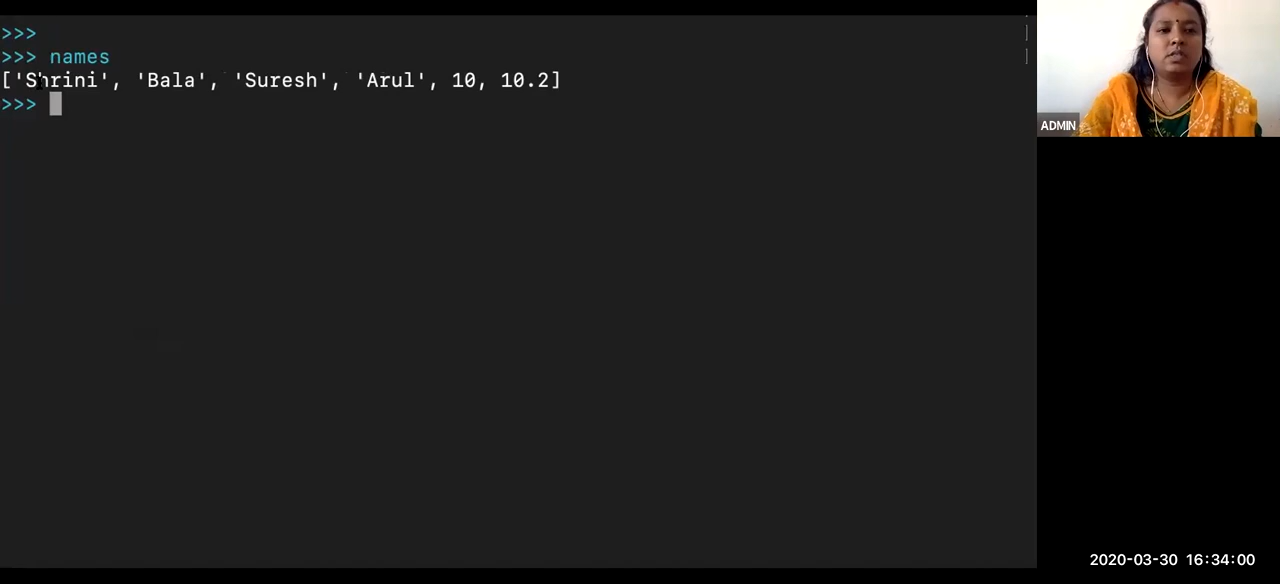 >>>
>>> names
['Shrini', 'Bala', 'Suresh', 'Arul', 10, 10.2]
>>>
ADMIN
2020-03-30 16:34:00